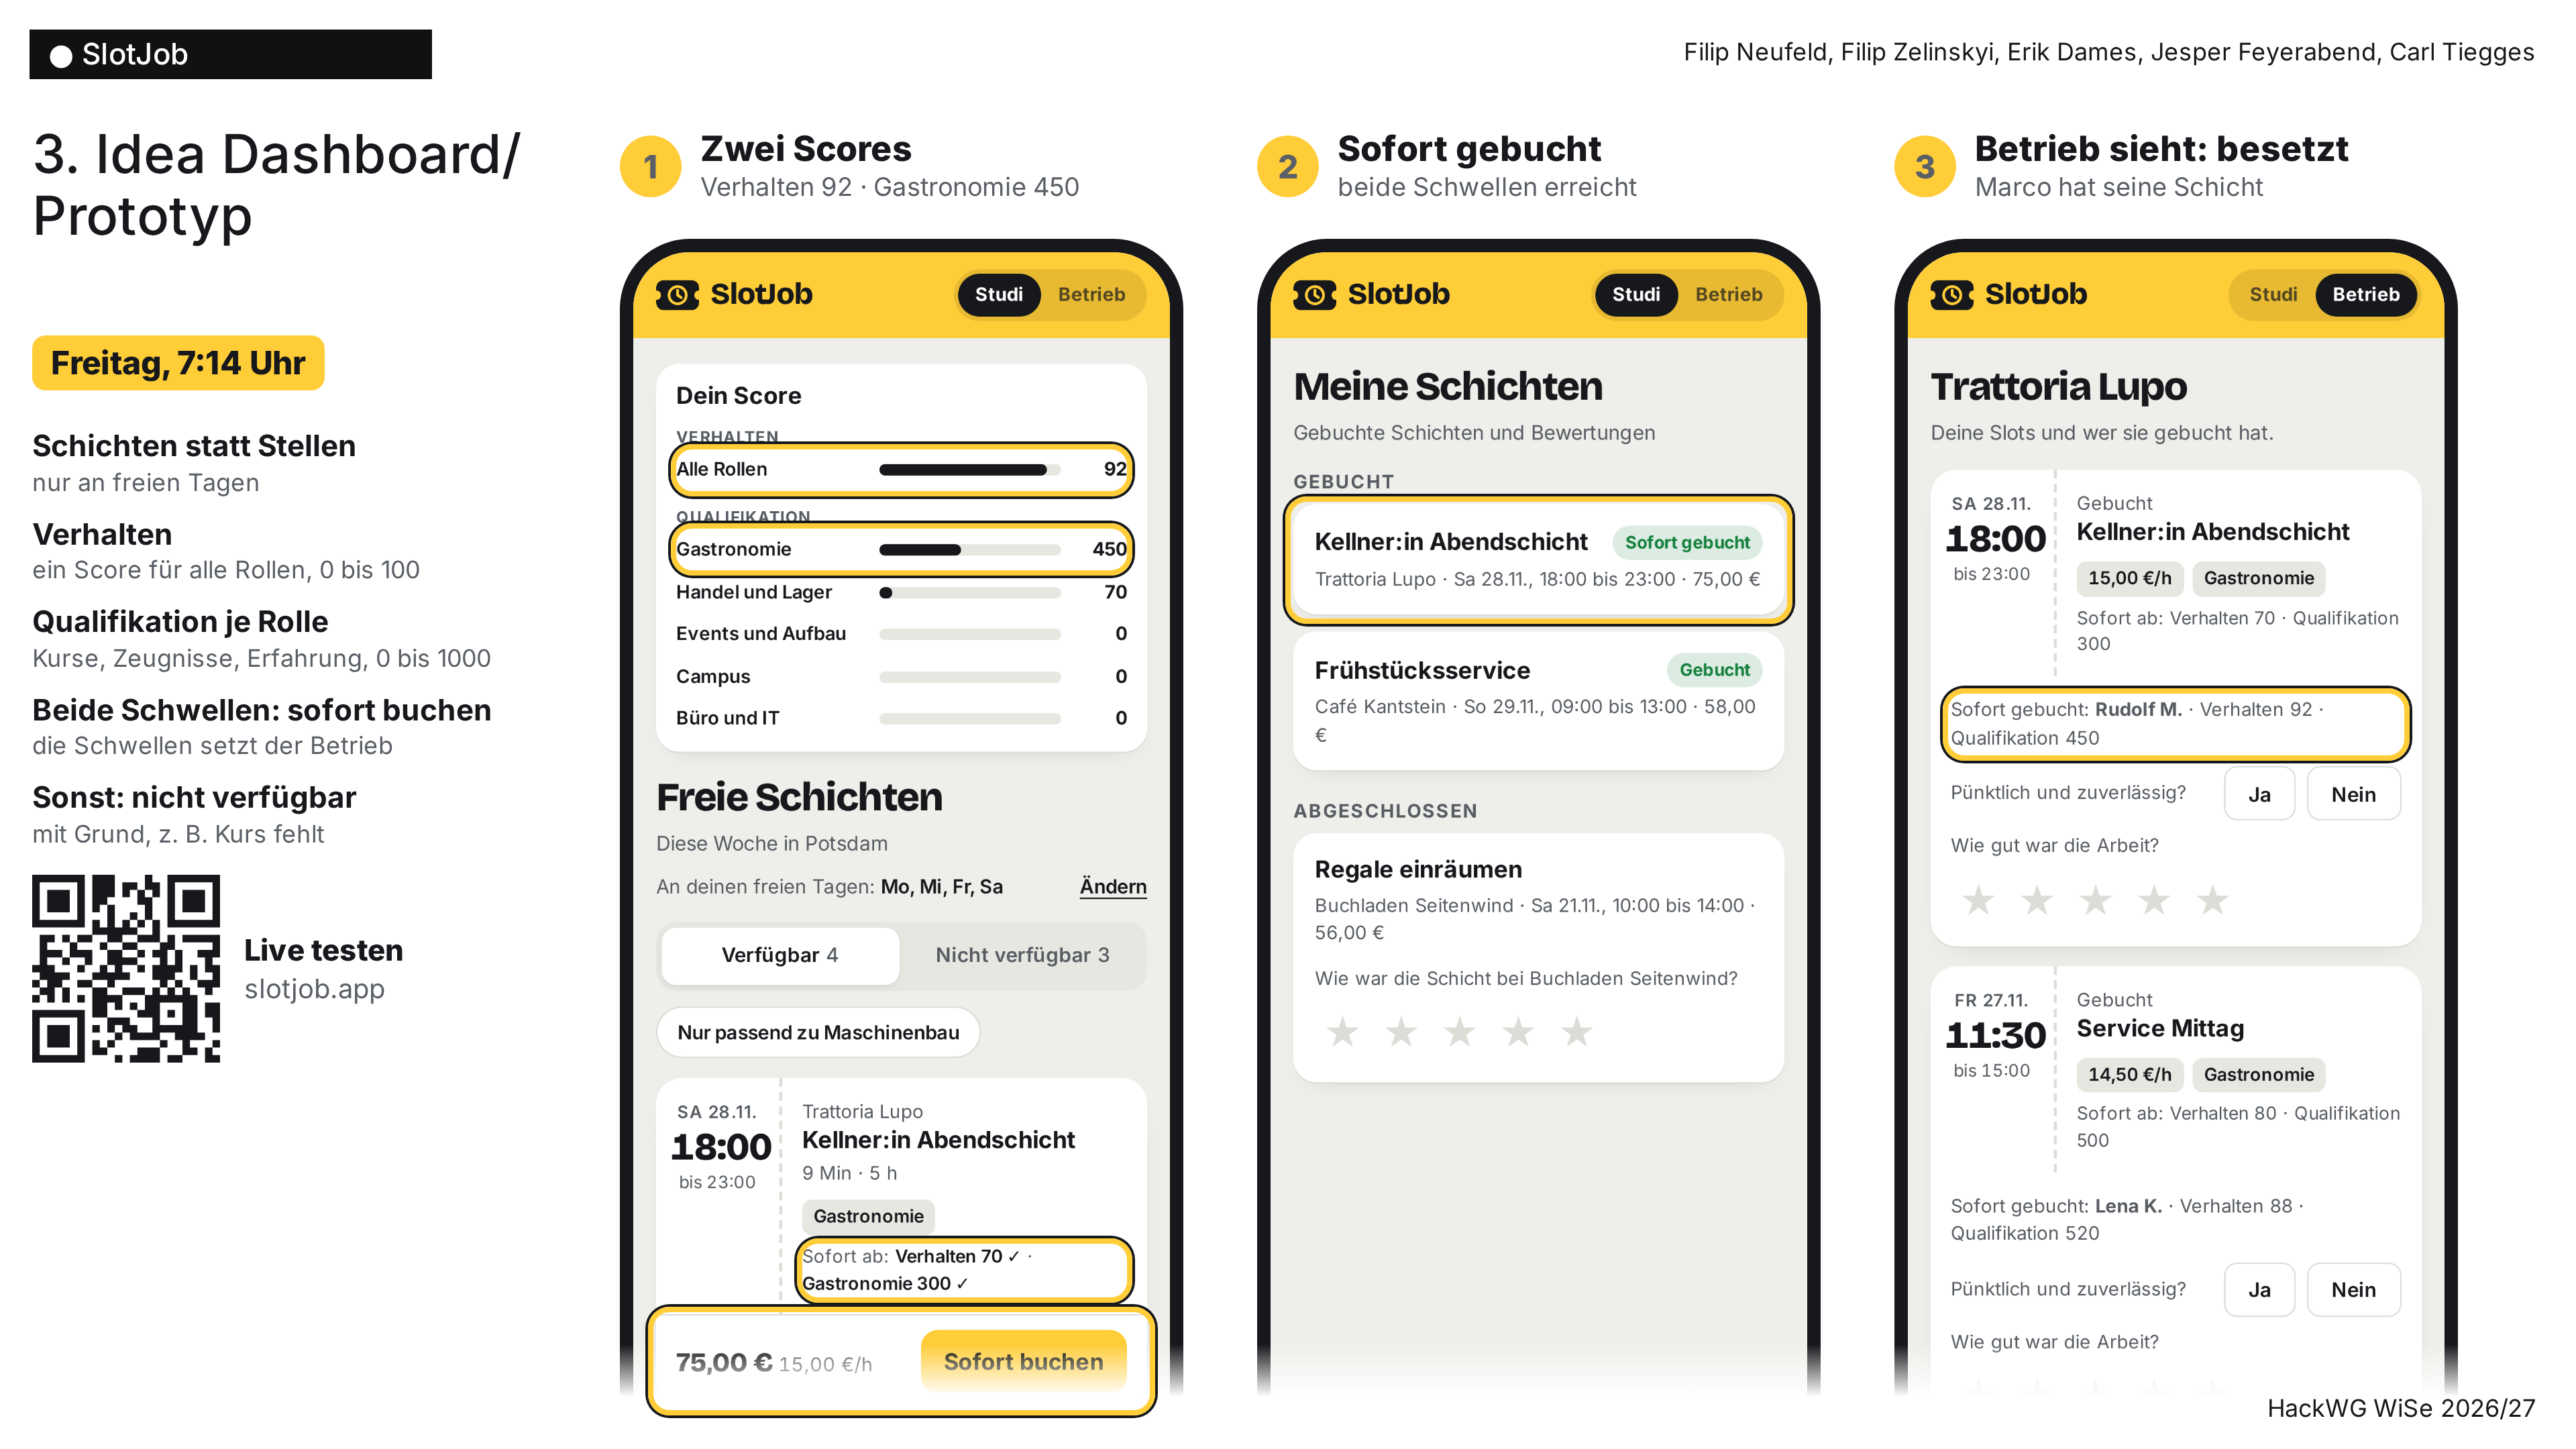 SlotJob
Filip Neufeld, Filip Zelinskyi, Erik Dames, Jesper Feyerabend, Carl Tiegges
3. Idea Dashboard/
Prototyp
Freitag, 7:14 Uhr
Schichten statt Stellen
nur an freien Tagen
Verhalten
ein Score für alle Rollen, 0 bis 100
Qualifikation je Rolle
Kurse, Zeugnisse, Erfahrung, 0 bis 1000
Beide Schwellen: sofort buchen
die Schwellen setzt der Betrieb
Sonst: nicht verfügbar
mit Grund, z. B. Kurs fehlt
Live testen
slotjob.app
1
Zwei Scores
Verhalten 92 · Gastronomie 450
SlotJob
Studi
Betrieb
Dein Score
VERHALTEN
Alle Rollen 92
QUALIFIKATION
Gastronomie 450
Handel und Lager 70
Events und Aufbau 0
Campus 0
Büro und IT 0
Freie Schichten
Diese Woche in Potsdam
An deinen freien Tagen: Mo, Mi, Fr, Sa Ändern
Verfügbar 4
Nicht verfügbar 3
Nur passend zu Maschinenbau
SA 28.11.
18:00
bis 23:00
Trattoria Lupo
Kellner:in Abendschicht
9 Min · 5 h
Gastronomie
Sofort ab: Verhalten 70 ✓ ·
Gastronomie 300 ✓
75,00 € 15,00 €/h
Sofort buchen
2
Sofort gebucht
beide Schwellen erreicht
SlotJob
Studi
Betrieb
Meine Schichten
Gebuchte Schichten und Bewertungen
GEBUCHT
Kellner:in Abendschicht
Sofort gebucht
Trattoria Lupo · Sa 28.11., 18:00 bis 23:00 · 75,00 €
Frühstücksservice
Gebucht
Café Kantstein · So 29.11., 09:00 bis 13:00 · 58,00
€
ABGESCHLOSSEN
Regale einräumen
Buchladen Seitenwind · Sa 21.11., 10:00 bis 14:00 ·
56,00 €
Wie war die Schicht bei Buchladen Seitenwind?
3
Betrieb sieht: besetzt
Marco hat seine Schicht
SlotJob
Studi
Betrieb
Trattoria Lupo
Deine Slots und wer sie gebucht hat.
SA 28.11.
18:00
bis 23:00
Gebucht
Kellner:in Abendschicht
15,00 €/h
Gastronomie
Sofort ab: Verhalten 70 · Qualifikation
300
Sofort gebucht: Rudolf M. · Verhalten 92 ·
Qualifikation 450
Pünktlich und zuverlässig?
Ja
Nein
Wie gut war die Arbeit?
FR 27.11.
11:30
bis 15:00
Gebucht
Service Mittag
14,50 €/h
Gastronomie
Sofort ab: Verhalten 80 · Qualifikation
500
Sofort gebucht: Lena K. · Verhalten 88 ·
Qualifikation 520
Pünktlich und zuverlässig?
Ja
Nein
Wie gut war die Arbeit?
HackWG WiSe 2026/27